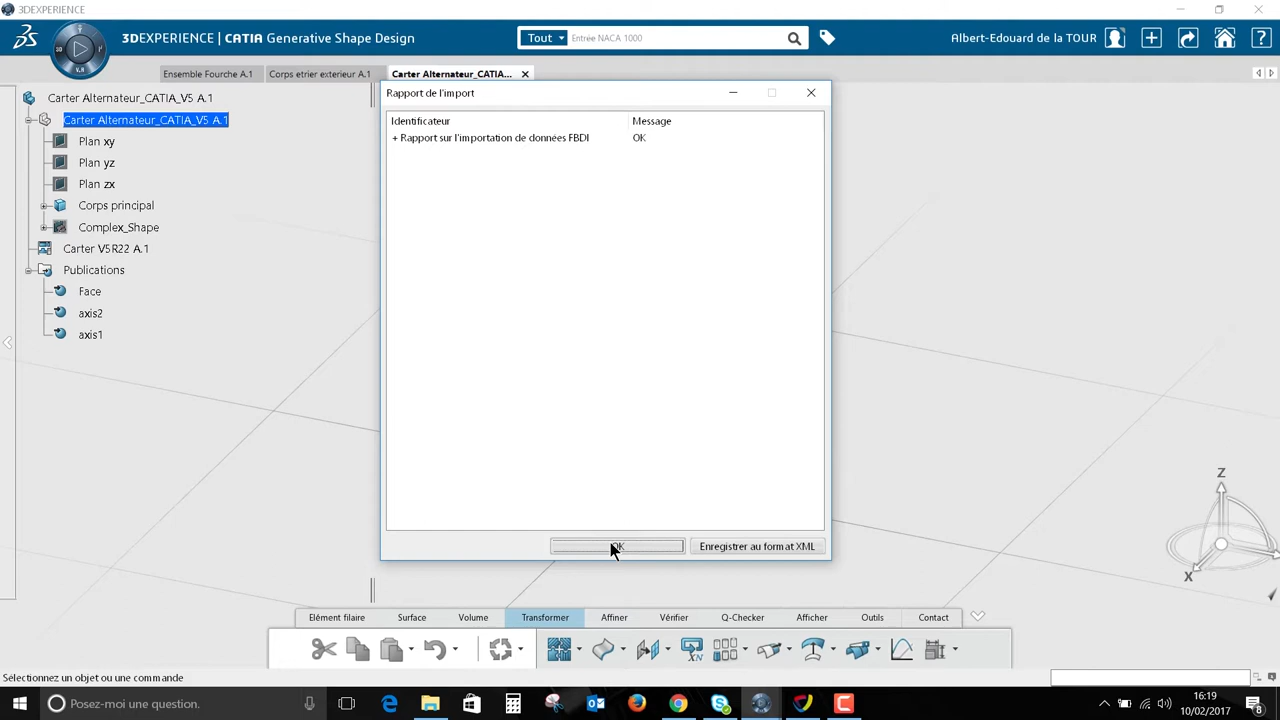 3DEXPERIENCE
3DEXPERIENCE | CATIA Generative Shape Design
Tout
Entrée NACA 1000
Albert-Edouard de la TOUR
3D
V.R
Ensemble Fourche A.1
Corps etrier exterieur A.1
Carter Alternateur_CATIA...
Carter Alternateur_CATIA_V5 A.1
Carter Alternateur_CATIA_V5 A.1
Plan xy
Plan yz
Plan zx
Corps principal
Complex_Shape
Carter V5R22 A.1
Publications
Face
axis2
axis1
Rapport de l'import
Identificateur
Message
+ Rapport sur l'importation de données FBDI
OK
OK
Enregistrer au format XML
Z
X
Elément filaire
Surface
Volume
Transformer
Affiner
Vérifier
Q-Checker
Afficher
Outils
Contact
Sélectionnez un objet ou une commande
Posez-moi une question.
16:19
10/02/2017
8